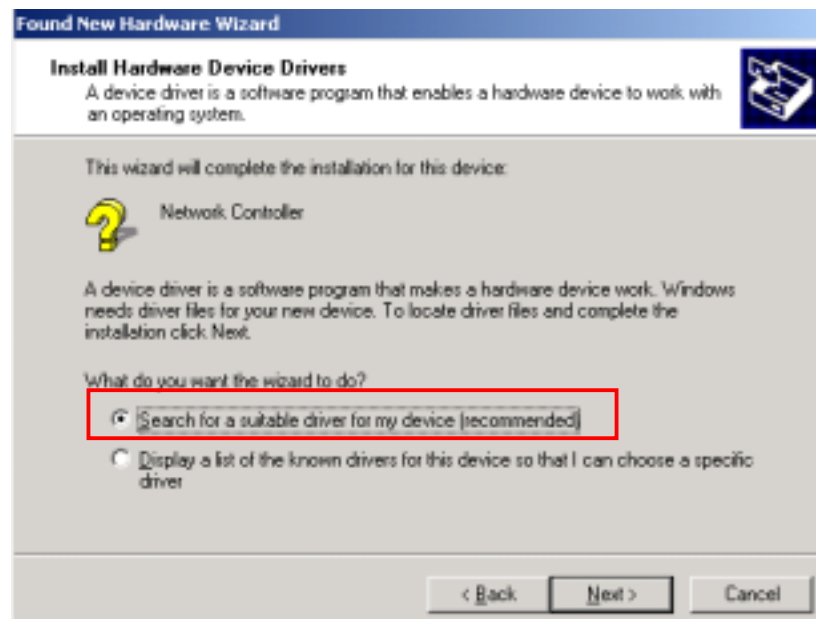 Found New Hardware Wizard
Install Hardware Device Drivers
A device driver is a software program that enables a hardware device to work with
an operating system.
This wizard will complete the installation for this device:
Network Controller
A device driver is a software program that makes a hardware device work. Windows
needs driver files for your new device. To locate driver files and complete the
installation click Next.
What do you want the wizard to do?
Search for a suitable driver for my device (recommended)
Display a list of the known drivers for this device so that I can choose a specific
driver
< Back
Next >
Cancel